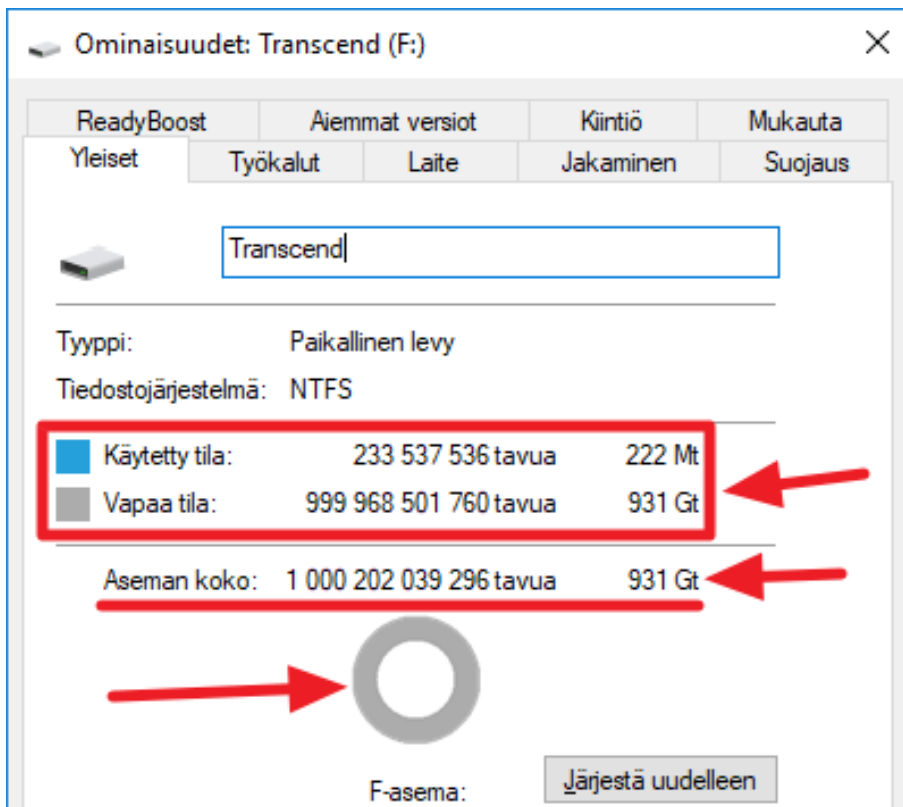 Ominaisuudet: Transcend (F:)
ReadyBoost Aiemmat versiot Kiintiö Mukauta
Yleiset Työkalut Laite Jakaminen Suojaus
Transcend
Tyyppi: Paikallinen levy
Tiedostojärjestelmä: NTFS
Käytetty tila: 233 537 536 tavua 222 Mt
Vapaa tila: 999 968 501 760 tavua 931 Gt
Aseman koko: 1 000 202 039 296 tavua 931 Gt
F-asema: Järjestä uudelleen